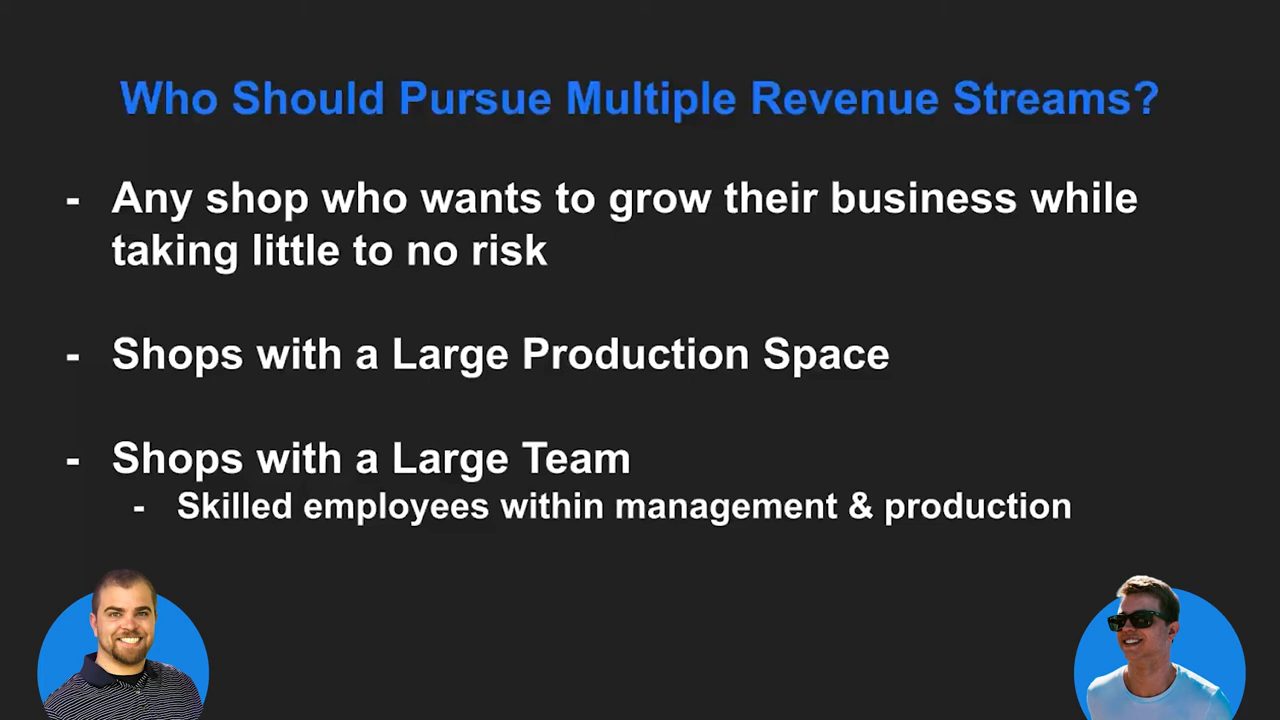 Who Should Pursue Multiple Revenue Streams?
- Any shop who wants to grow their business while
taking little to no risk
- Shops with a Large Production Space
- Shops with a Large Team
- Skilled employees within management & production